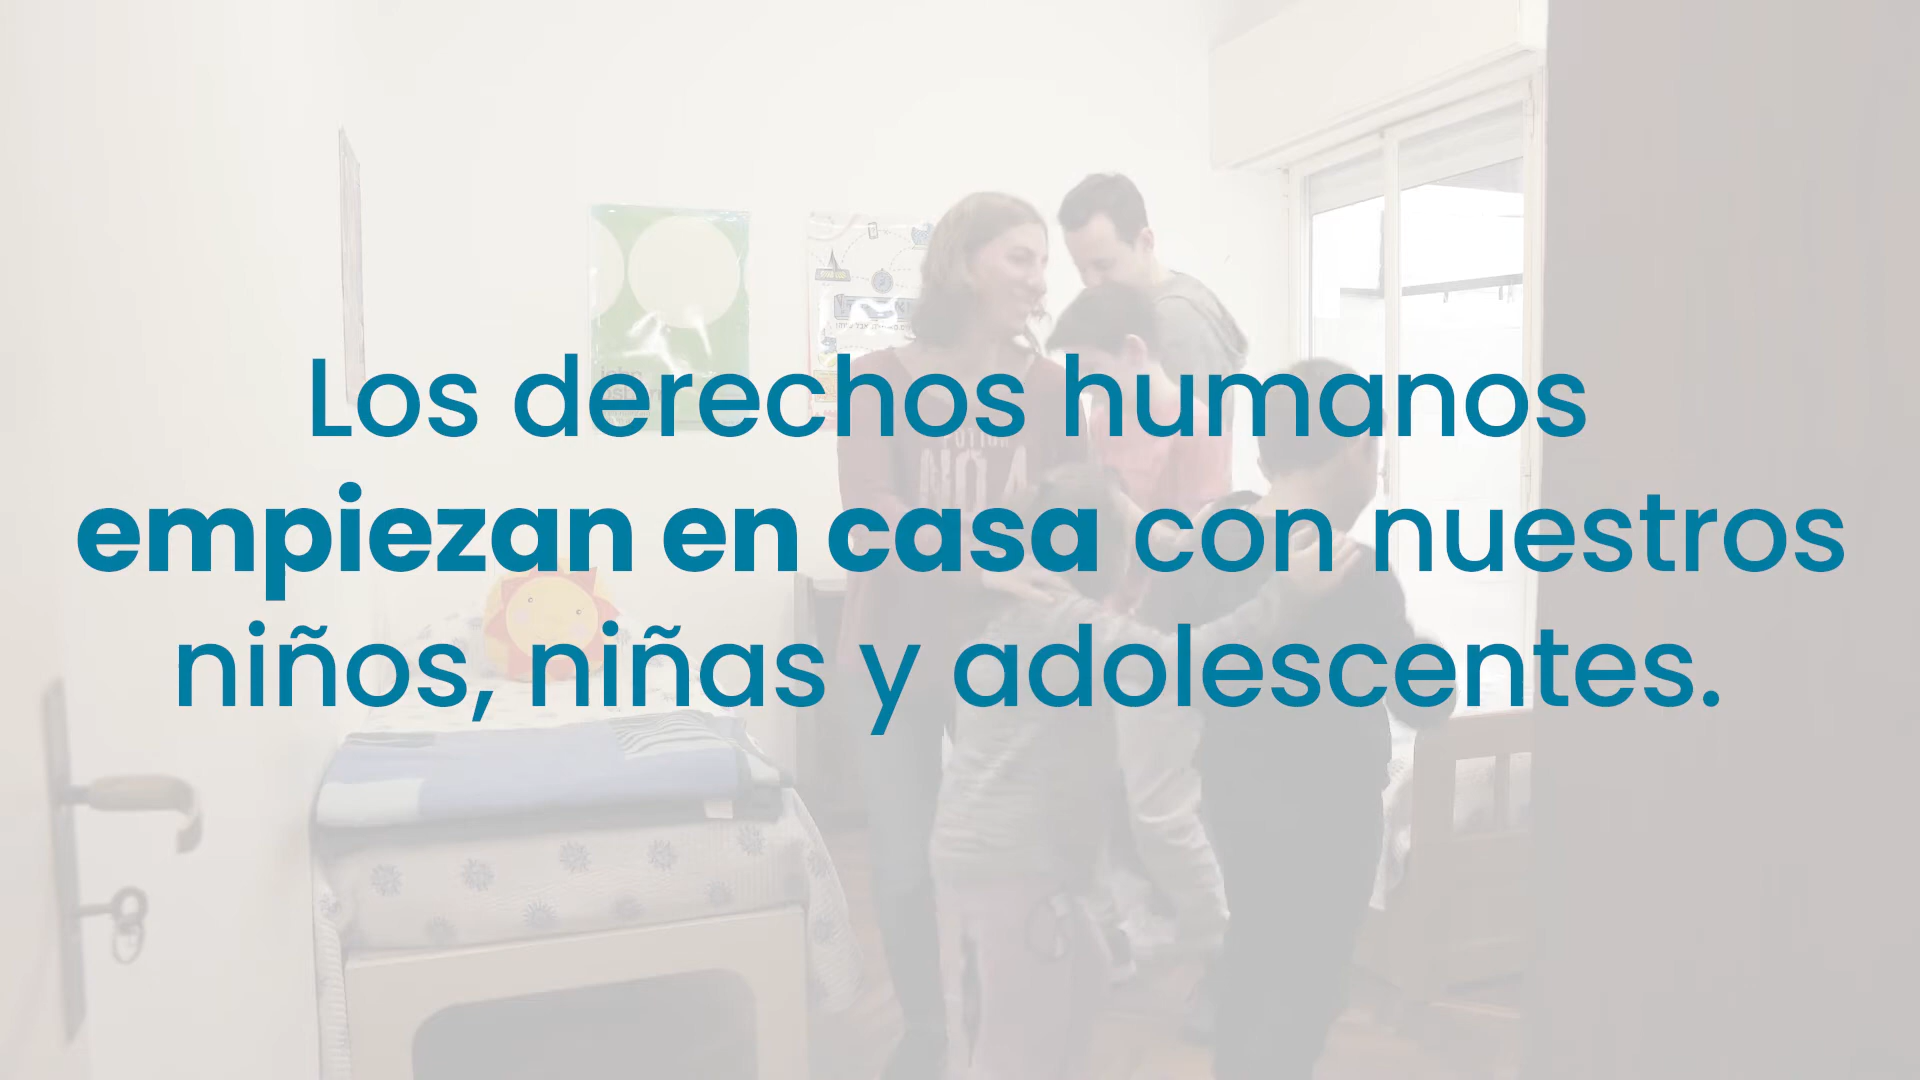 Los derechos humanos
empiezan en casa con nuestros
niños, niñas y adolescentes.